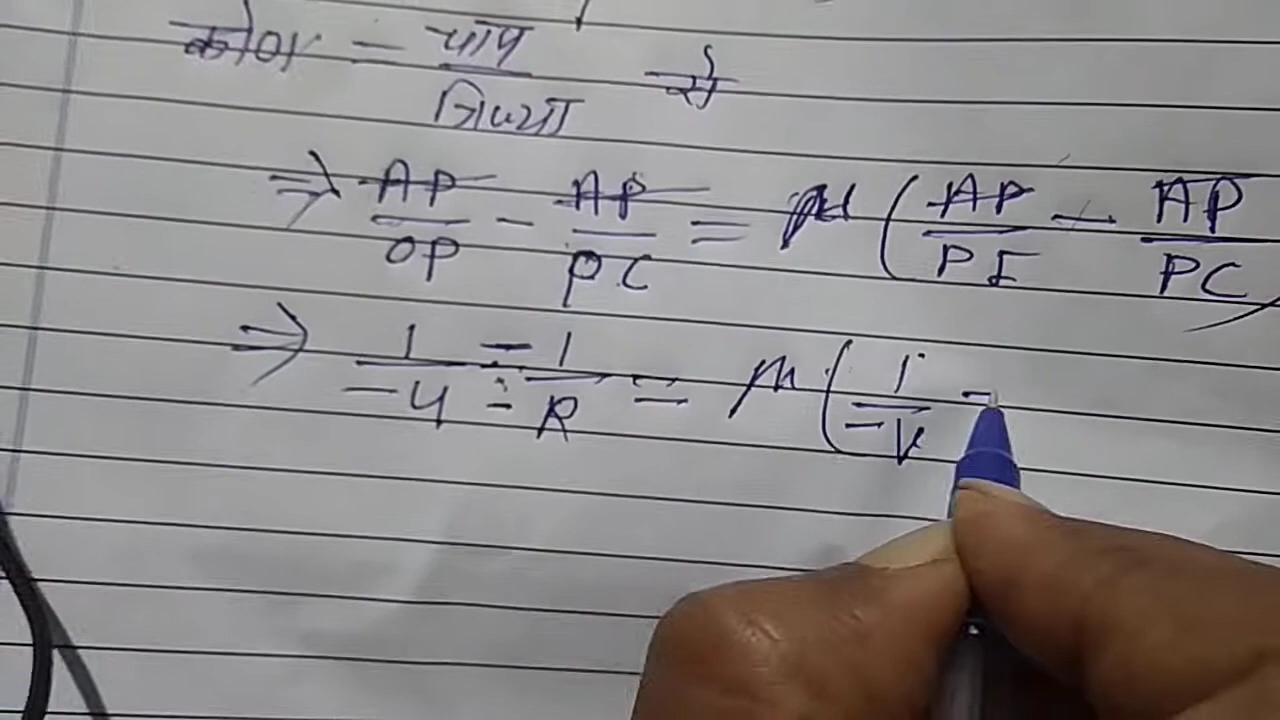 कोण = चाप / त्रिज्या से
⇒ AP/OP - AP/PC = μ ( AP/PI - AP/PC )
⇒ 1/-u - 1/R = μ ( 1/-v -